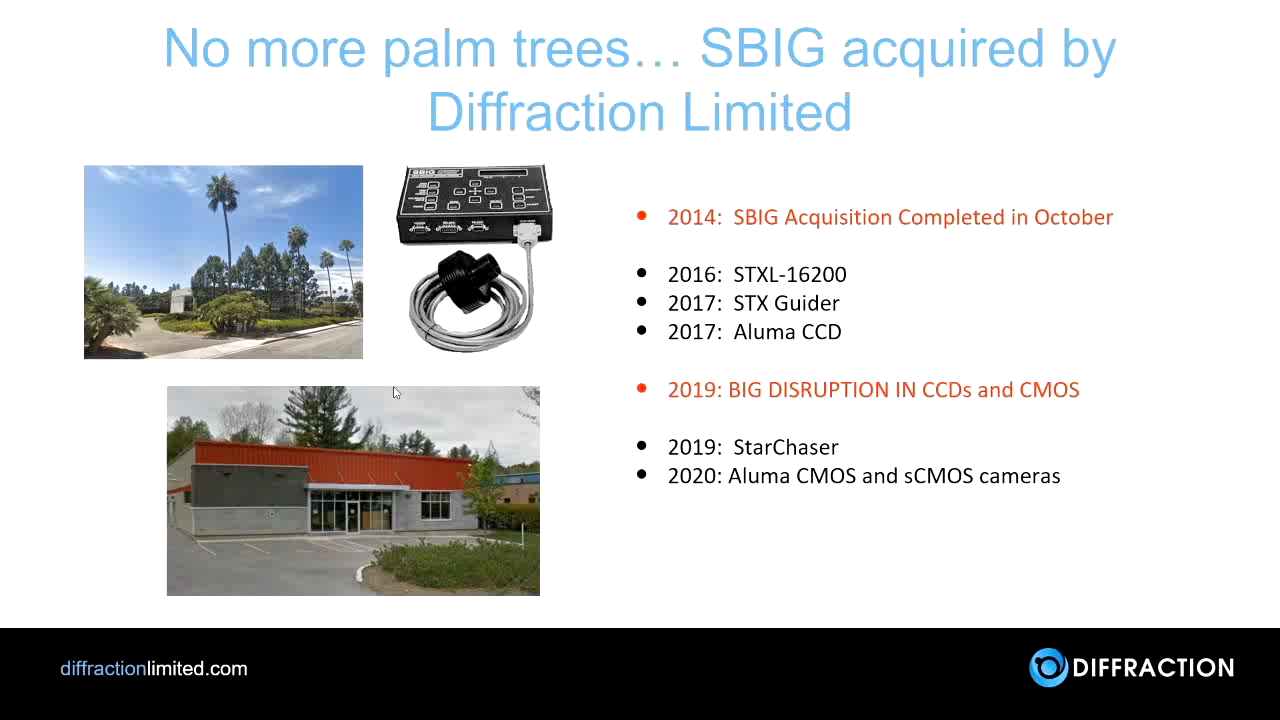 No more palm trees… SBIG acquired by
Diffraction Limited
SBIG
• 2014:  SBIG Acquisition Completed in October
• 2016:  STXL-16200
• 2017:  STX Guider
• 2017:  Aluma CCD
• 2019: BIG DISRUPTION IN CCDs and CMOS
• 2019:  StarChaser
• 2020: Aluma CMOS and sCMOS cameras
diffractionlimited.com
DIFFRACTION